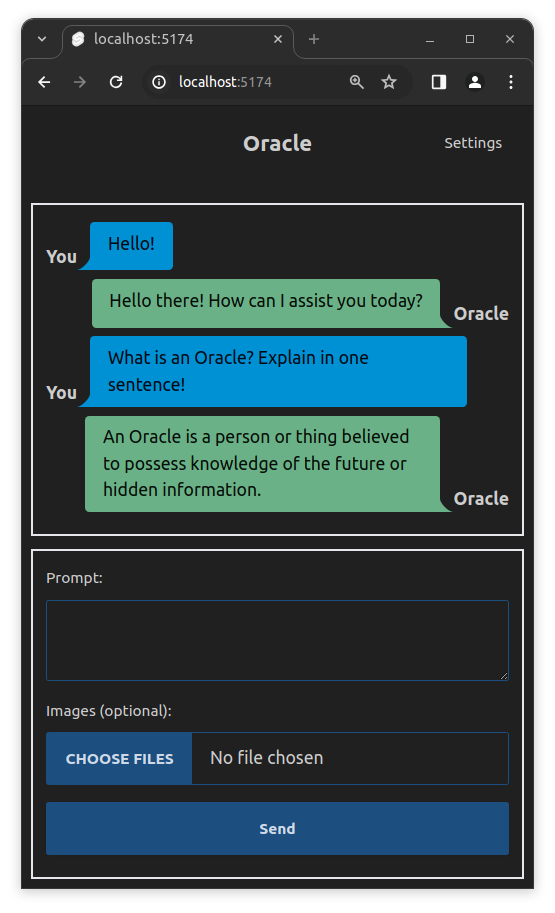 localhost:5174
localhost:5174
Oracle
Settings
Hello!
You
Hello there! How can I assist you today?
Oracle
What is an Oracle? Explain in one
sentence!
You
An Oracle is a person or thing believed
to possess knowledge of the future or
hidden information.
Oracle
Prompt:
Images (optional):
CHOOSE FILES No file chosen
Send